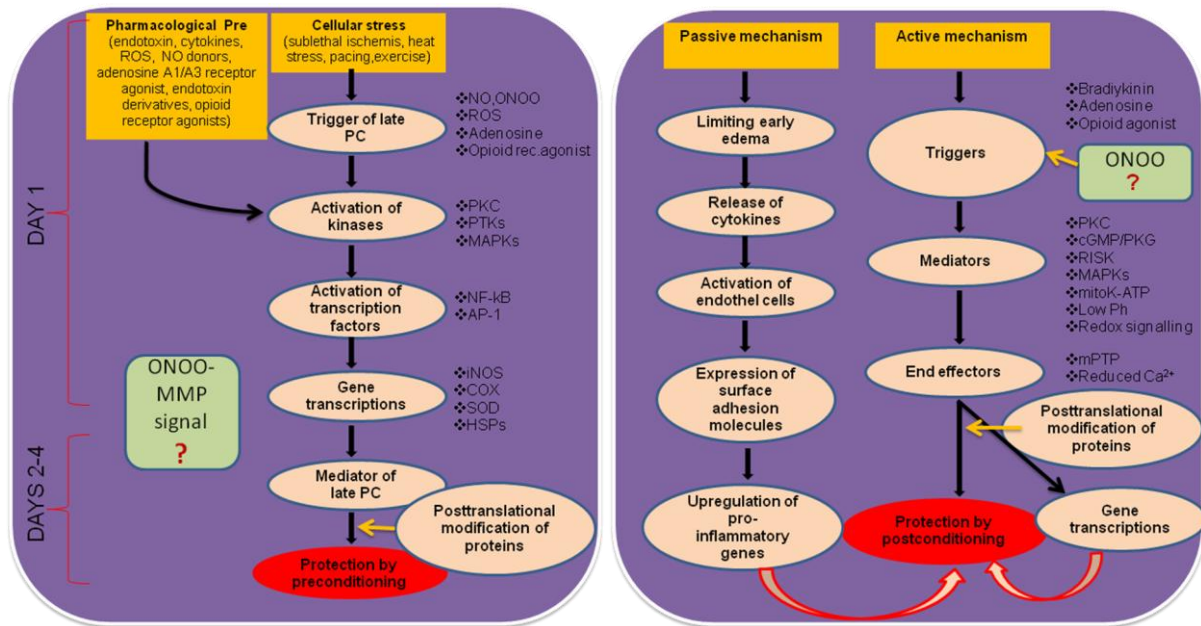 Pharmacological Pre
(endotoxin, cytokines,
ROS, NO donors,
adenosine A1/A3 receptor
agonist, endotoxin
derivatives, opioid
receptor agonists)
Cellular stress
(sublethal ischemis, heat
stress, pacing,exercise)
Trigger of late
PC
❖NO,ONOO
❖ROS
❖Adenosine
❖Opioid rec.agonist
DAY 1
Activation of
kinases
❖PKC
❖PTKs
❖MAPKs
Activation of
transcription
factors
❖NF-kB
❖AP-1
ONOO-
MMP
signal
?
Gene
transcriptions
❖iNOS
❖COX
❖SOD
❖HSPs
DAYS 2-4
Mediator of
late PC
Posttranslational
modification of
proteins
Protection by
preconditioning
Passive mechanism
Limiting early
edema
Release of
cytokines
Activation of
endothel cells
Expression of
surface
adhesion
molecules
Upregulation of
pro-
inflammatory
genes
Active mechanism
❖Bradiykinin
❖Adenosine
❖Opioid agonist
Triggers
ONOO
?
Mediators
❖PKC
❖cGMP/PKG
❖RISK
❖MAPKs
❖mitoK-ATP
❖Low Ph
❖Redox signalling
End effectors
❖mPTP
❖Reduced Ca²⁺
Posttranslational
modification of
proteins
Protection by
postconditioning
Gene
transcriptions